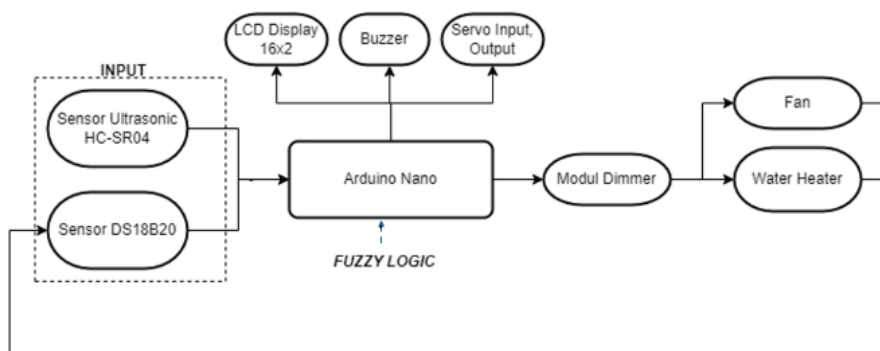 LCD Display
16x2
Buzzer
Servo Input,
Output
INPUT
Sensor Ultrasonic
HC-SR04
Fan
Arduino Nano
Modul Dimmer
Water Heater
Sensor DS18B20
FUZZY LOGIC